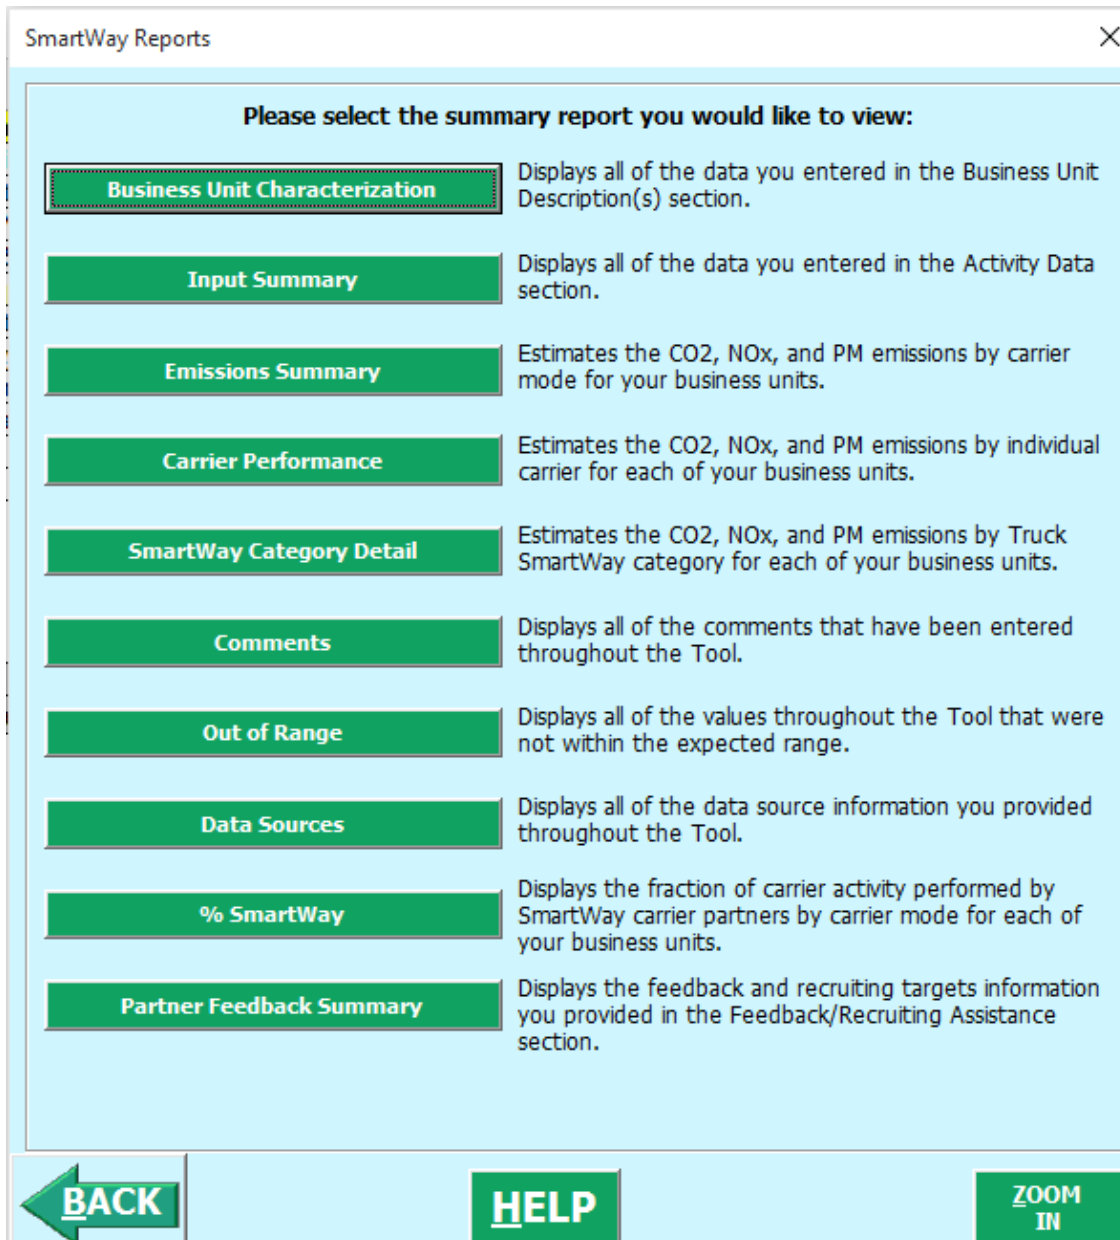 SmartWay Reports
Please select the summary report you would like to view:
Business Unit Characterization
Displays all of the data you entered in the Business Unit
Description(s) section.
Input Summary
Displays all of the data you entered in the Activity Data
section.
Emissions Summary
Estimates the CO2, NOx, and PM emissions by carrier
mode for your business units.
Carrier Performance
Estimates the CO2, NOx, and PM emissions by individual
carrier for each of your business units.
SmartWay Category Detail
Estimates the CO2, NOx, and PM emissions by Truck
SmartWay category for each of your business units.
Comments
Displays all of the comments that have been entered
throughout the Tool.
Out of Range
Displays all of the values throughout the Tool that were
not within the expected range.
Data Sources
Displays all of the data source information you provided
throughout the Tool.
% SmartWay
Displays the fraction of carrier activity performed by
SmartWay carrier partners by carrier mode for each of
your business units.
Partner Feedback Summary
Displays the feedback and recruiting targets information
you provided in the Feedback/Recruiting Assistance
section.
BACK
HELP
ZOOM
IN